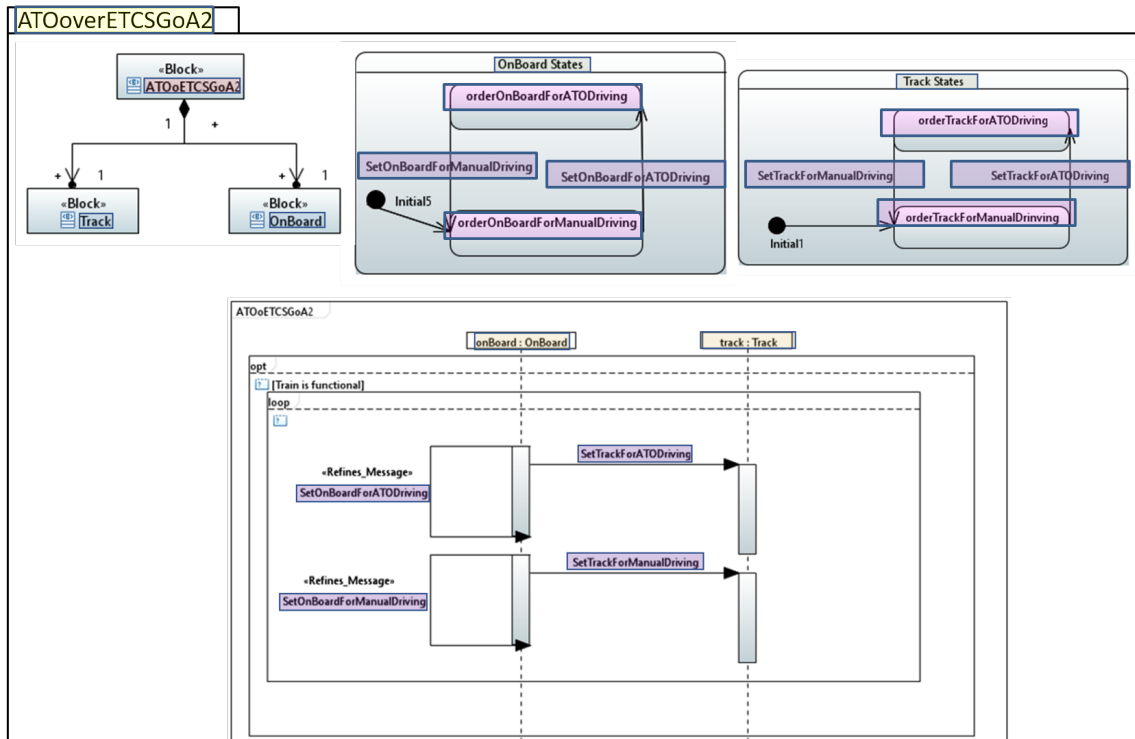 ATOoverETCSGoA2
«Block»
ATOoETCSGoA2
1 +
+ 1
+ 1
«Block»
Track
«Block»
OnBoard
OnBoard States
orderOnBoardForATODriving
SetOnBoardForManualDriving
SetOnBoardForATODriving
Initial5
orderOnBoardForManualDriving
Track States
orderTrackForATODriving
SetTrackForManualDriving
SetTrackForATODriving
orderTrackForManualDrinving
Initial1
ATOoETCSGoA2
onBoard : OnBoard
track : Track
opt
[Train is functional]
loop
SetTrackForATODriving
«Refines_Message»
SetOnBoardForATODriving
SetTrackForManualDriving
«Refines_Message»
SetOnBoardForManualDriving